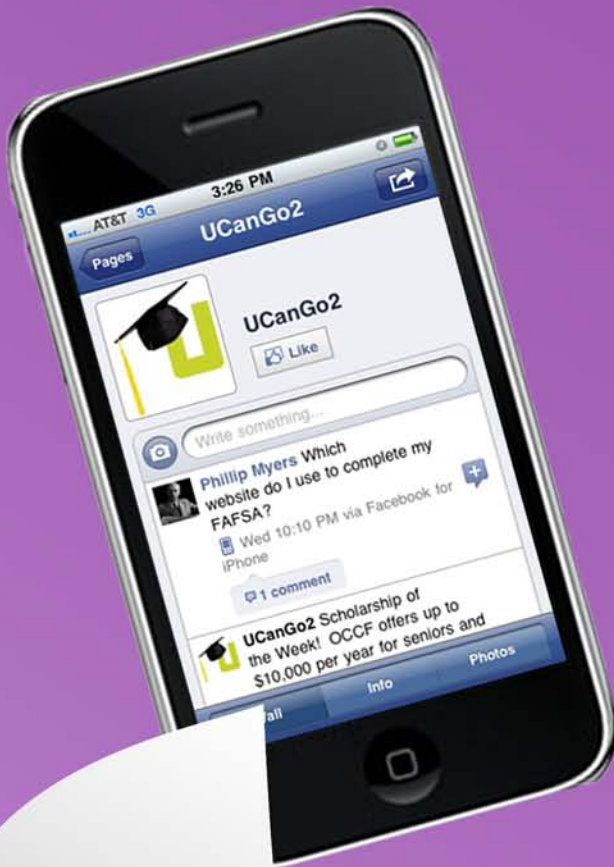 AT&T 3G 3:26 PM
Pages UCanGo2
U
UCanGo2
Like
Write something...
Phillip Myers Which
website do I use to complete my
FAFSA?
Wed 10:10 PM via Facebook for
iPhone
1 comment
UCanGo2 Scholarship of
the Week! OCCF offers up to
$10,000 per year for seniors and
Info Photos